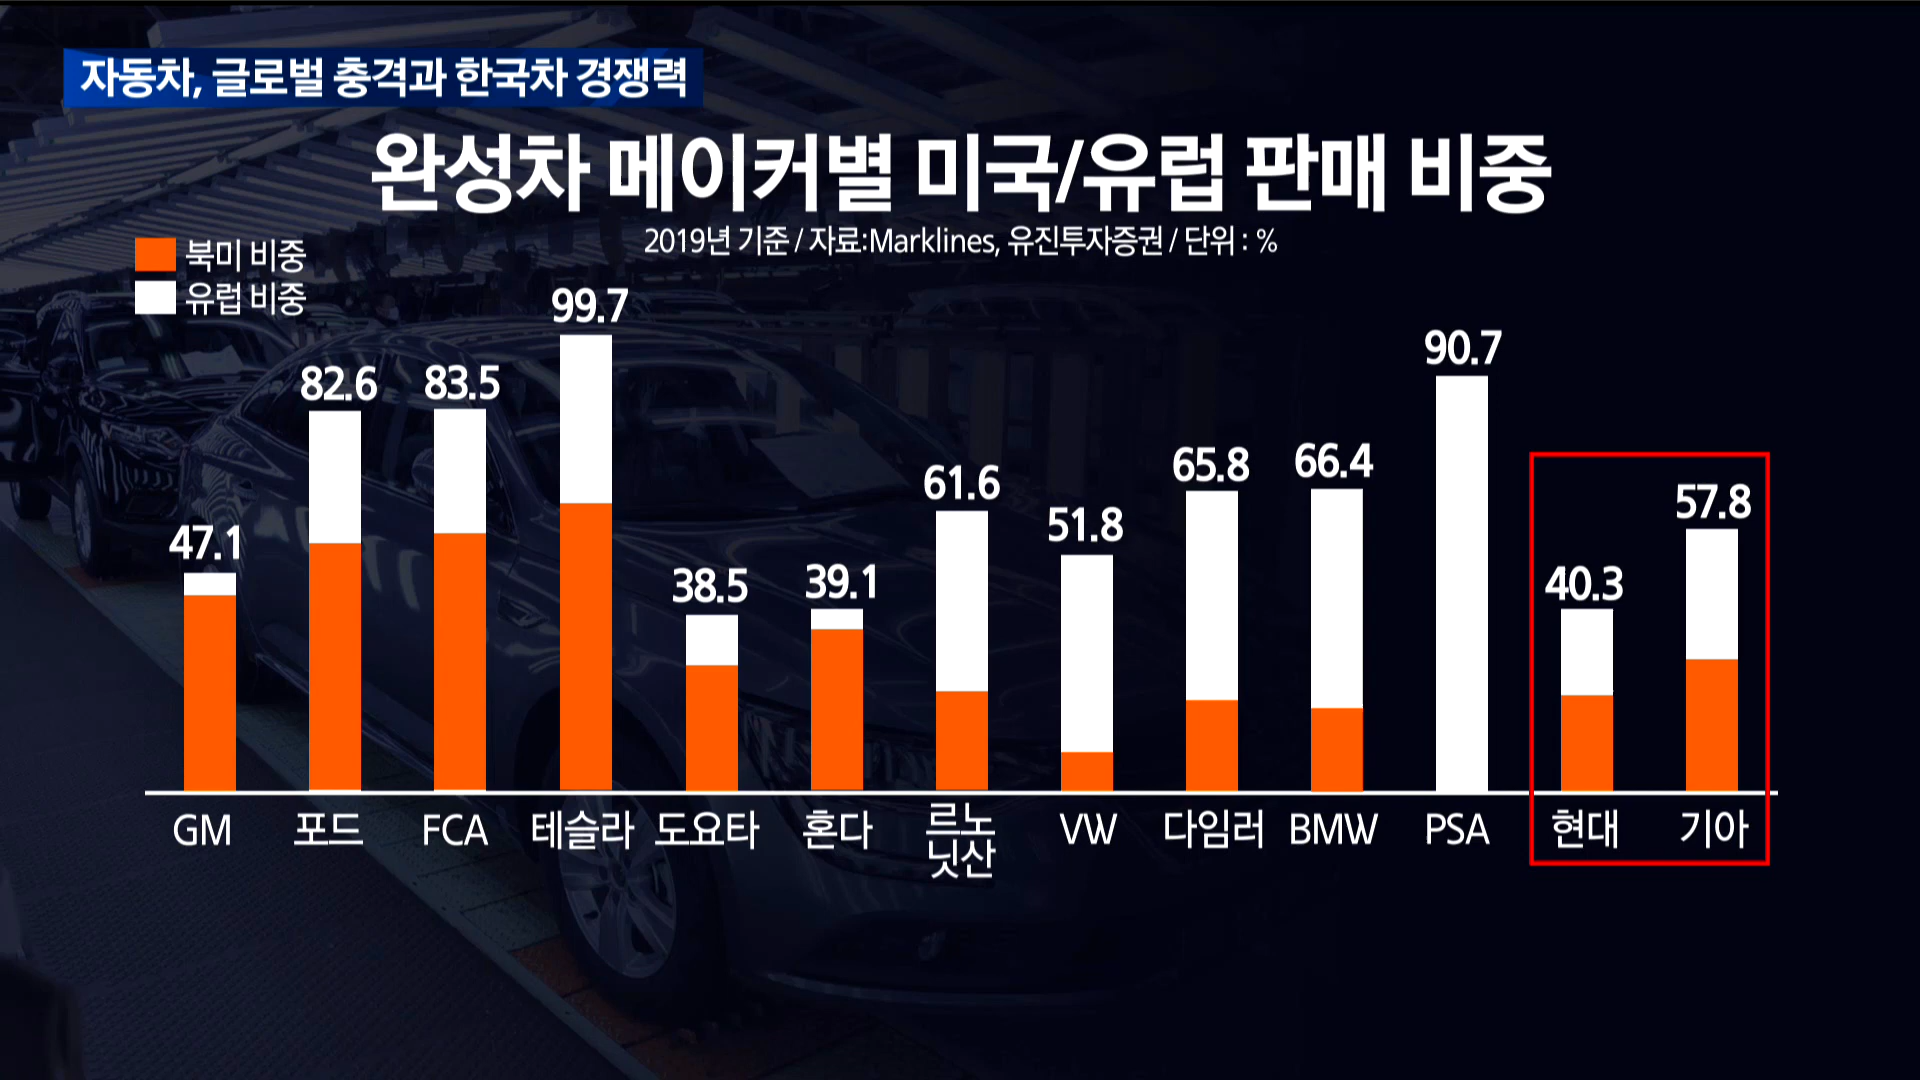 자동차, 글로벌 충격과 한국차 경쟁력
완성차 메이커별 미국/유럽 판매 비중
2019년 기준 / 자료:Marklines, 유진투자증권 / 단위 : %
북미 비중
유럽 비중
47.1
82.6
83.5
99.7
38.5
39.1
61.6
51.8
65.8
66.4
90.7
40.3
57.8
GM
포드
FCA
테슬라
도요타
혼다
르노
닛산
VW
다임러
BMW
PSA
현대
기아